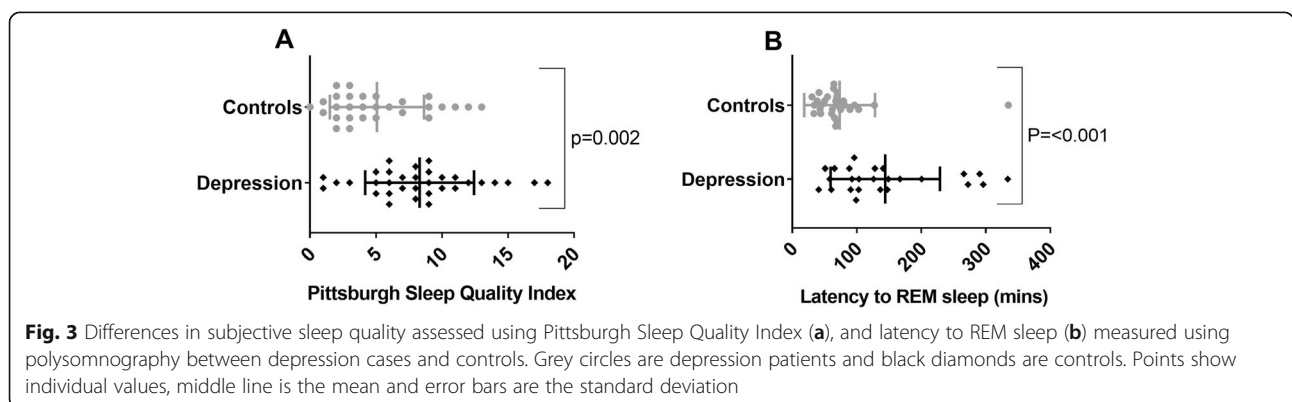 A
Controls
Depression
p=0.002
0 5 10 15 20
Pittsburgh Sleep Quality Index
B
Controls
Depression
P=<0.001
0 100 200 300 400
Latency to REM sleep (mins)
Fig. 3 Differences in subjective sleep quality assessed using Pittsburgh Sleep Quality Index (a), and latency to REM sleep (b) measured using
polysomnography between depression cases and controls. Grey circles are depression patients and black diamonds are controls. Points show
individual values, middle line is the mean and error bars are the standard deviation